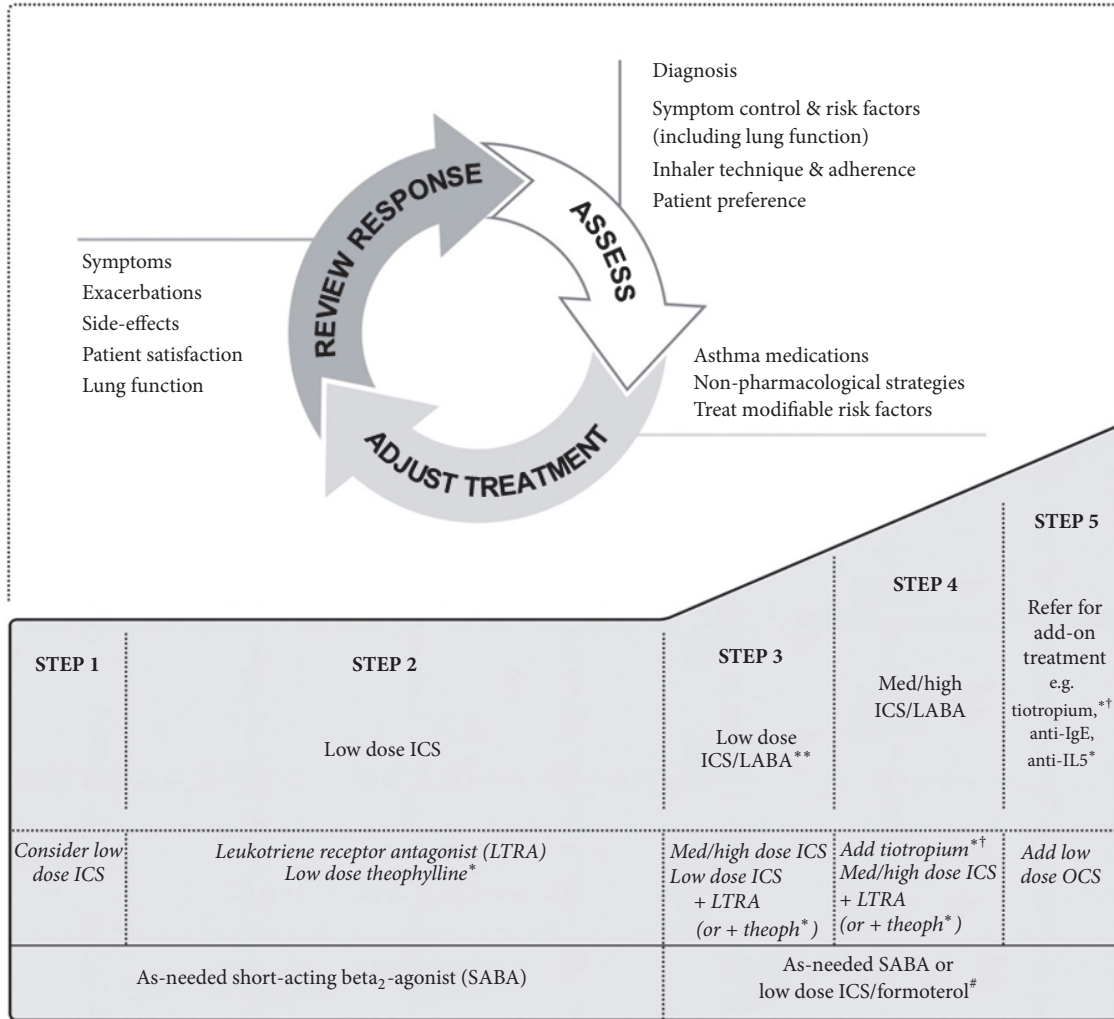 Diagnosis
Symptom control & risk factors
(including lung function)
Inhaler technique & adherence
Patient preference
REVIEW RESPONSE
ASSESS
ADJUST TREATMENT
Symptoms
Exacerbations
Side-effects
Patient satisfaction
Lung function
Asthma medications
Non-pharmacological strategies
Treat modifiable risk factors
STEP 1
STEP 2
Low dose ICS
STEP 3
Low dose
ICS/LABA**
STEP 4
Med/high
ICS/LABA
STEP 5
Refer for
add-on
treatment
e.g.
tiotropium,*†
anti-IgE,
anti-IL5*
Consider low
dose ICS
Leukotriene receptor antagonist (LTRA)
Low dose theophylline*
Med/high dose ICS
Low dose ICS
+ LTRA
(or + theoph*)
Add tiotropium*†
Med/high dose ICS
+ LTRA
(or + theoph*)
Add low
dose OCS
As-needed short-acting beta₂-agonist (SABA)
As-needed SABA or
low dose ICS/formoterol#